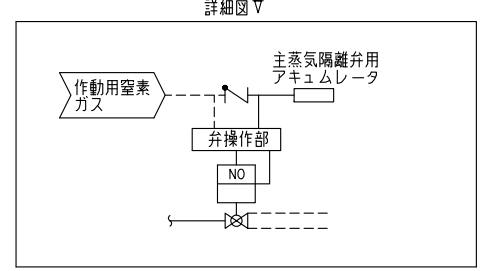 詳細図Ⅴ
主蒸気隔離弁用
アキュムレータ
作動用窒素
ガス
弁操作部
NO